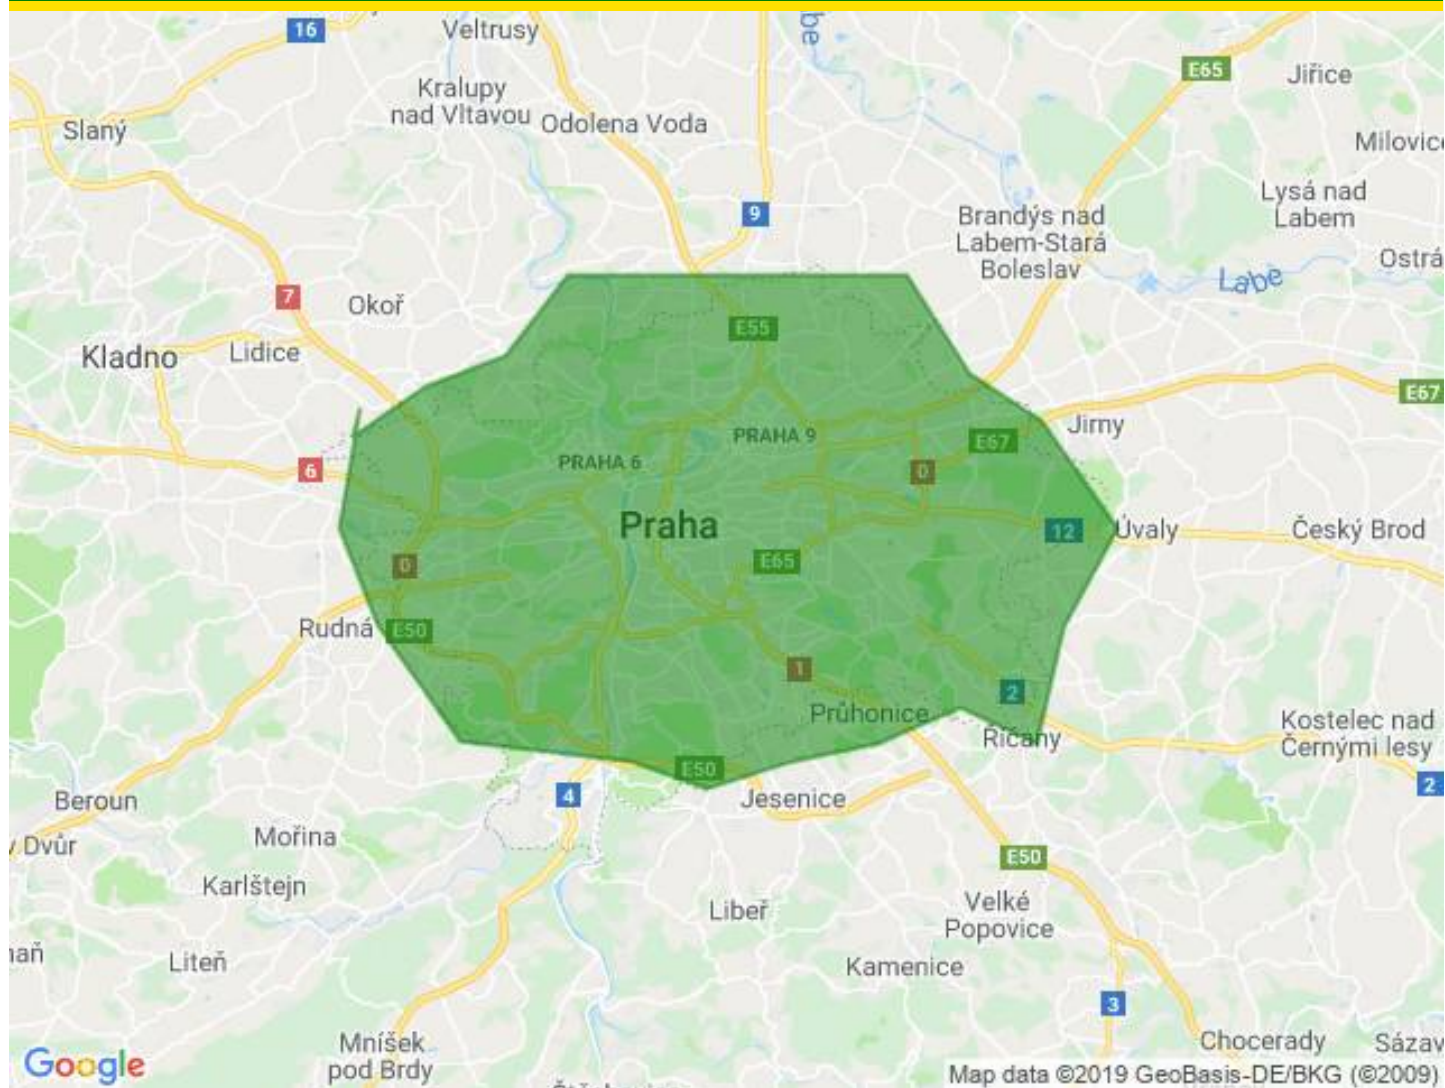 16
Veltrusy
be
E65
Jiřice
Kralupy
nad Vltavou
Odolena Voda
Slaný
Milovic
Lysá nad
Labem
9
Brandýs nad
Labem-Stará
Boleslav
Ostrá
Labe
7
Okoř
E55
Kladno
Lidice
E67
Jirny
PRAHA 9
E67
6
PRAHA 6
0
Praha
12
Úvaly
Český Brod
0
E65
Rudná
E50
1
2
Průhonice
Říčany
Kostelec nad
Černými lesy
E50
4
Jesenice
2
Beroun
v Dvůr
Mořina
E50
Karlštejn
Libeř
Velké
Popovice
aň
Liteň
Kamenice
3
Mníšek
pod Brdy
Chocerady
Sázav
Google
Map data ©2019 GeoBasis-DE/BKG (©2009)